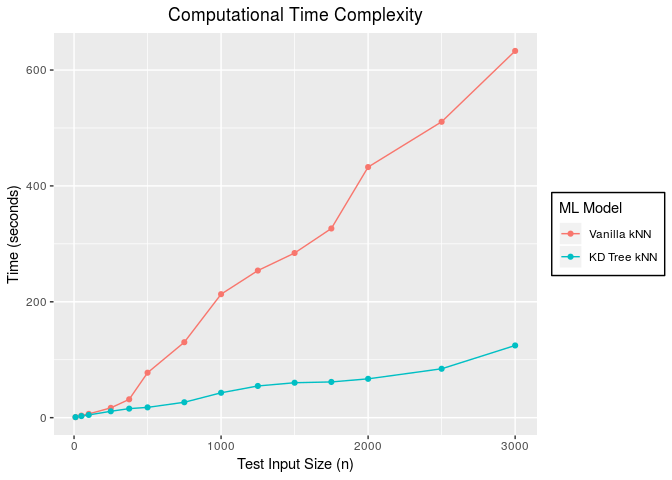 Computational Time Complexity
Time (seconds)
600
400
200
0
0 1000 2000 3000
Test Input Size (n)
ML Model
Vanilla kNN
KD Tree kNN